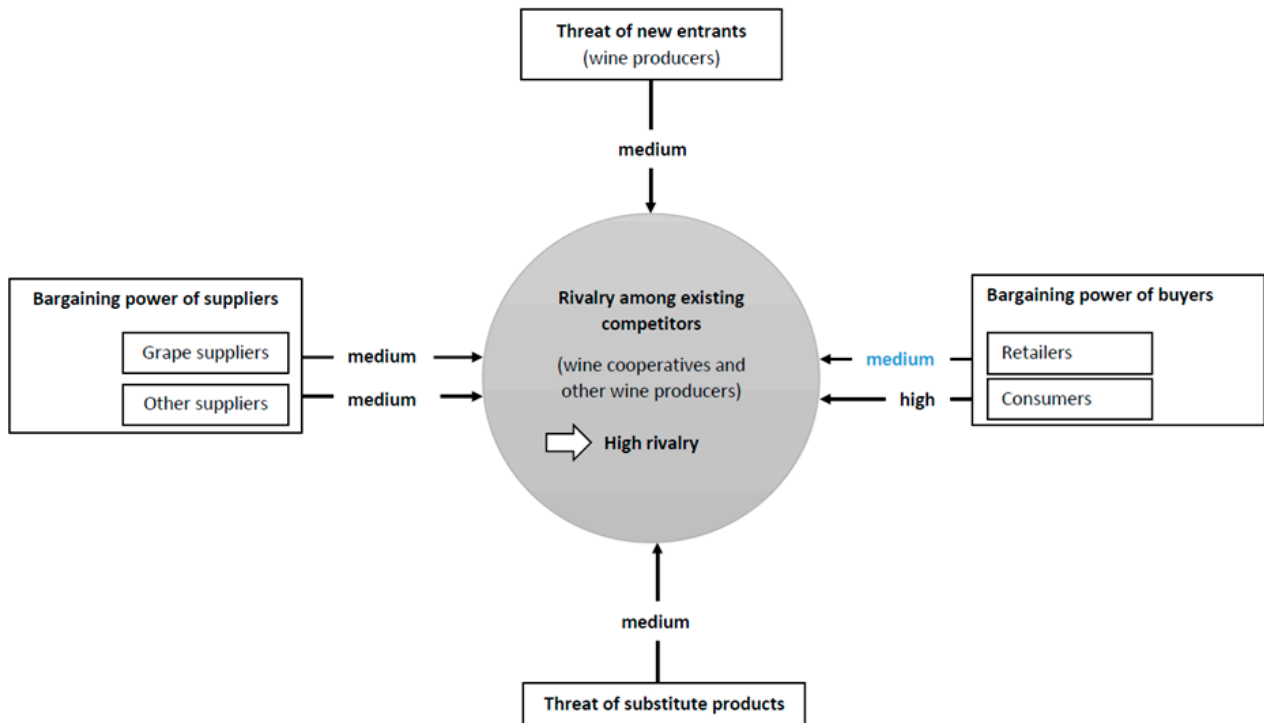 Threat of new entrants
(wine producers)
medium
Bargaining power of suppliers
Grape suppliers
Other suppliers
medium
medium
Rivalry among existing
competitors
(wine cooperatives and
other wine producers)
High rivalry
medium
high
Bargaining power of buyers
Retailers
Consumers
medium
Threat of substitute products